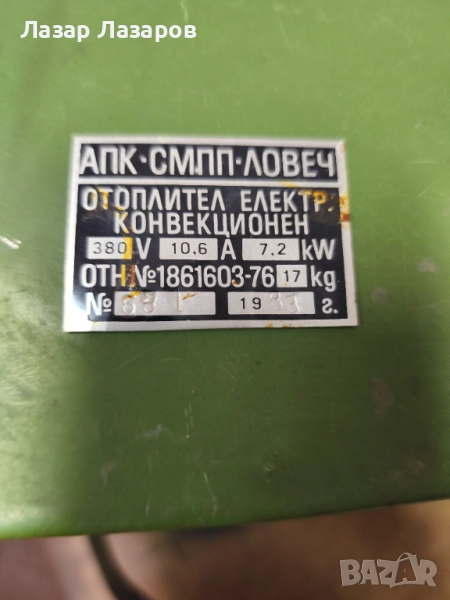 Лазар Лазаров
АПК·СМПП·ЛОВЕЧ
ОТОПЛИТЕЛ ЕЛЕКТР.
КОНВЕКЦИОНЕН
380 V 10,6 A 7,2 kW
ОТН №1861603-76 17 kg
№ 19 г.
BAZAR